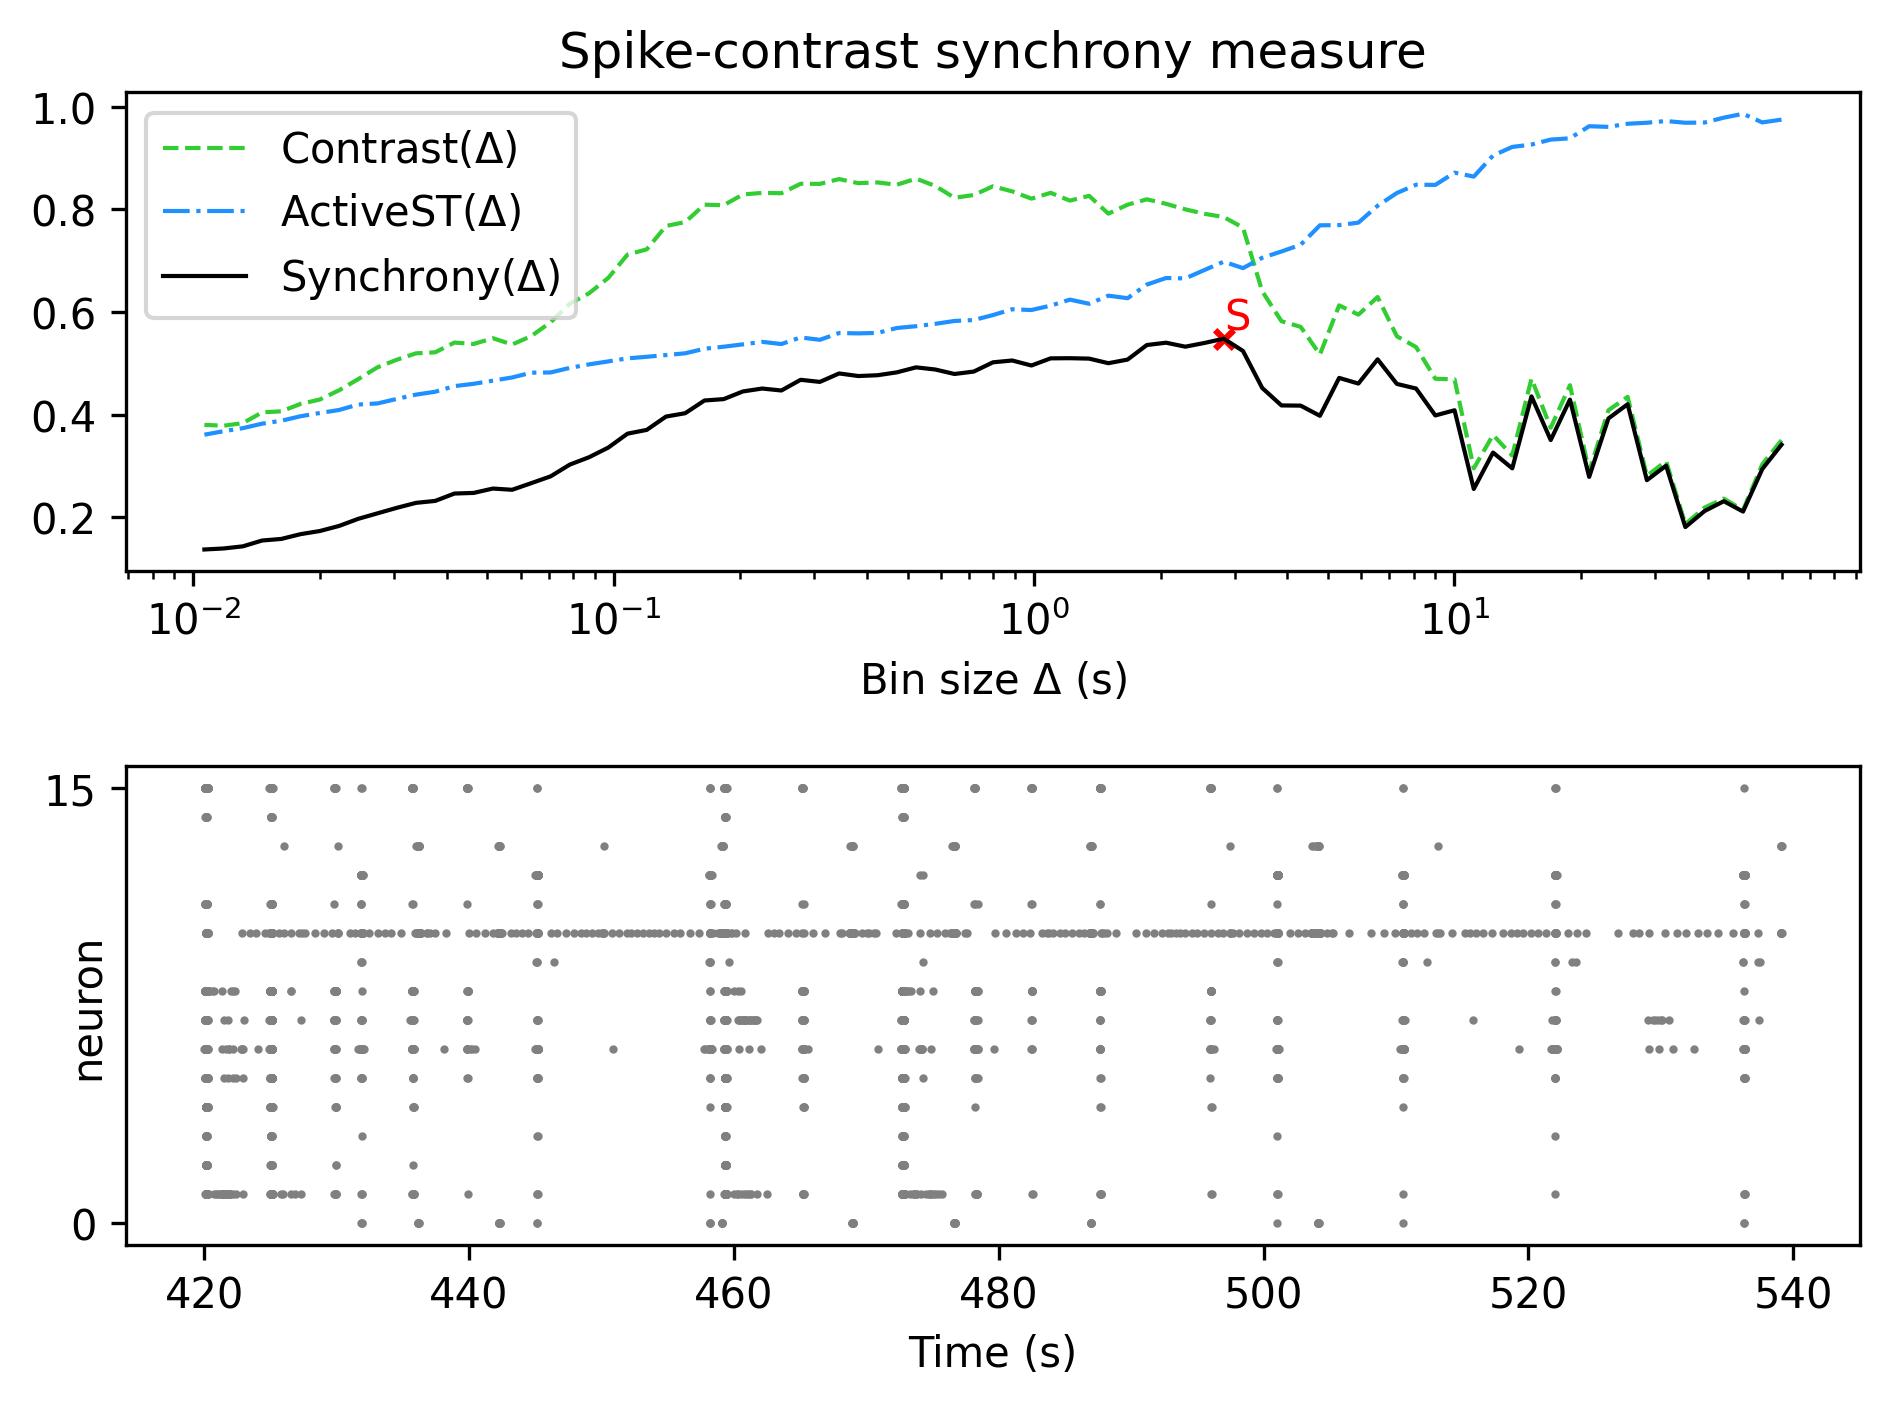 Spike-contrast synchrony measure
1.0
0.8
0.6
0.4
0.2
Contrast(Δ)
ActiveST(Δ)
Synchrony(Δ)
S
10⁻² 10⁻¹ 10⁰ 10¹
Bin size Δ (s)
15
neuron
0
420 440 460 480 500 520 540
Time (s)